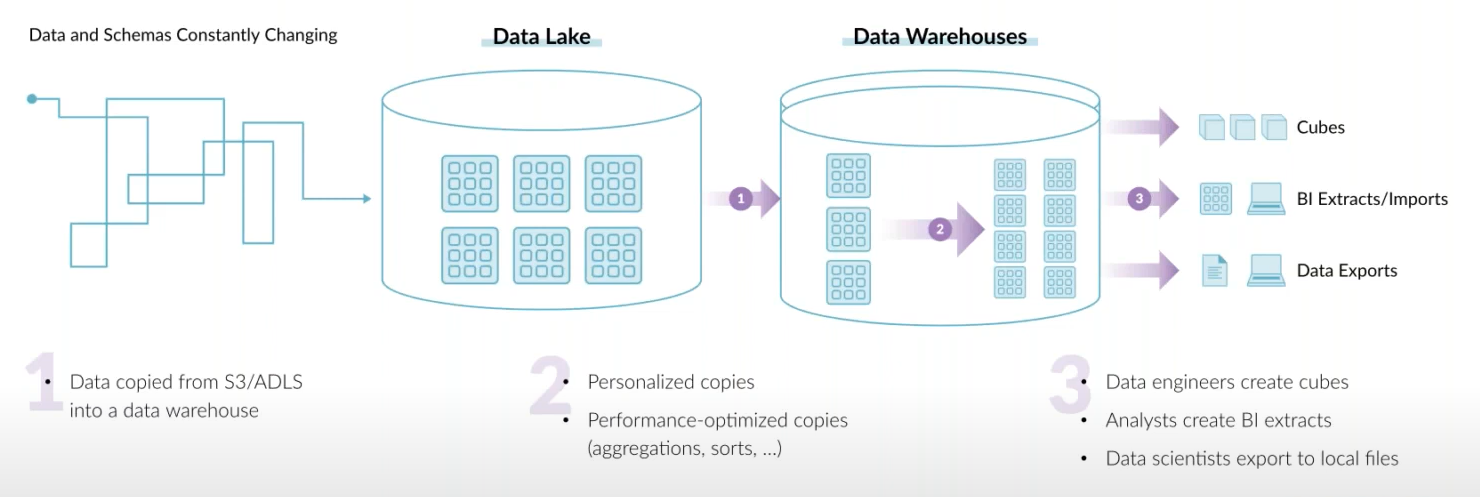 Data and Schemas Constantly Changing
Data Lake
Data Warehouses
1
2
3
Cubes
BI Extracts/Imports
Data Exports
1
• Data copied from S3/ADLS
into a data warehouse
2
• Personalized copies
• Performance-optimized copies
(aggregations, sorts, ...)
3
• Data engineers create cubes
• Analysts create BI extracts
• Data scientists export to local files